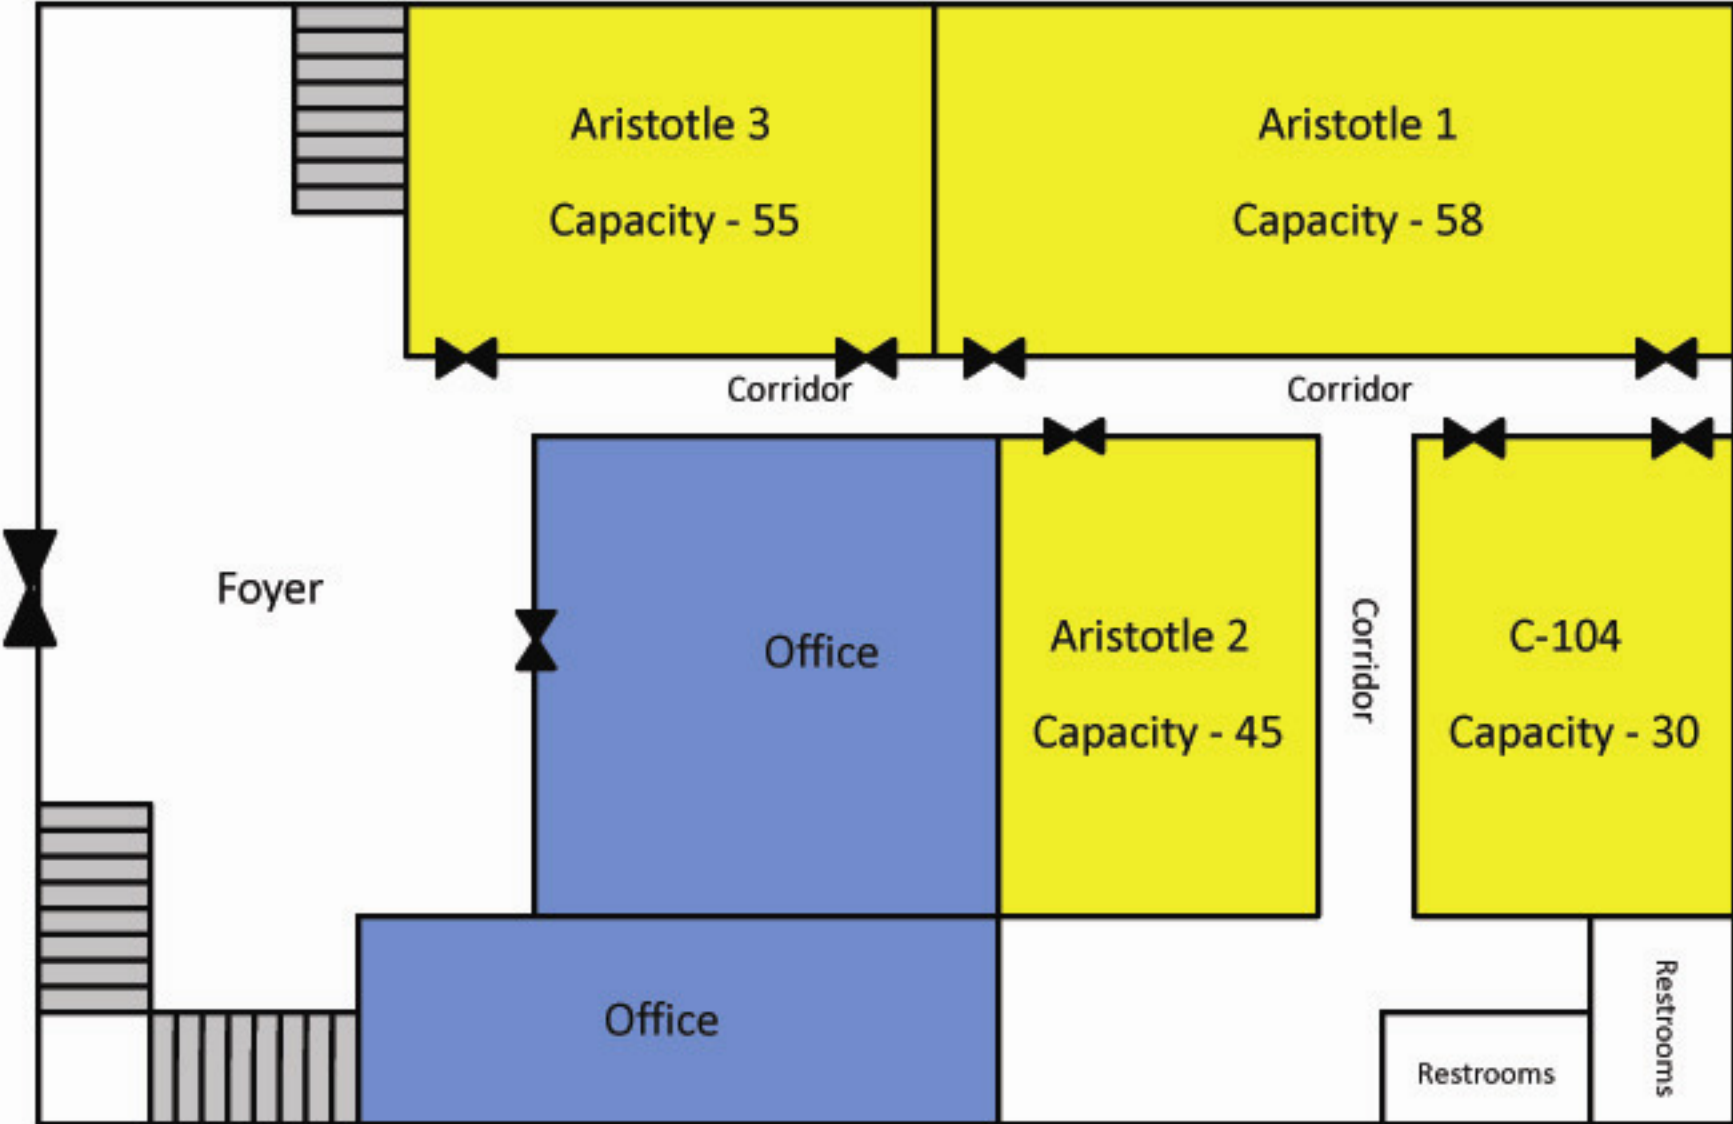 Aristotle 3
Capacity - 55
Aristotle 1
Capacity - 58
Corridor
Corridor
Foyer
Office
Aristotle 2
Capacity - 45
Corridor
C-104
Capacity - 30
Office
Restrooms
Restrooms